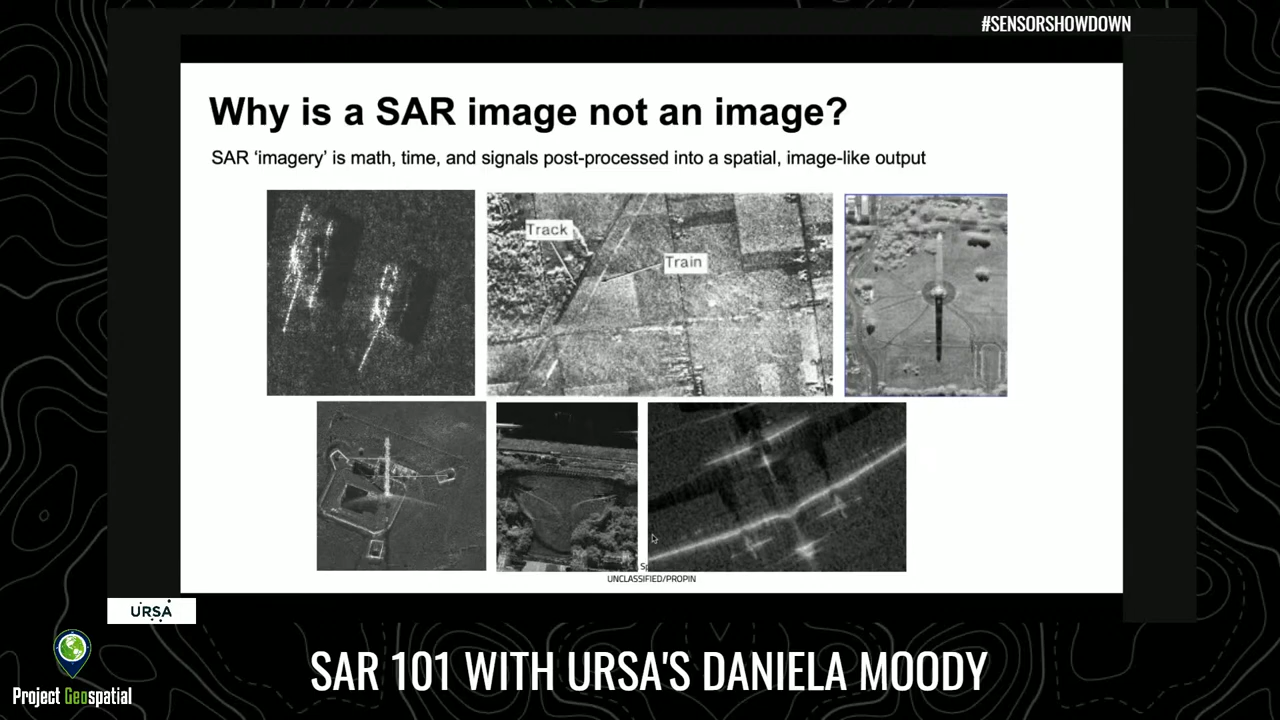 #SENSORSHOWDOWN
Why is a SAR image not an image?
SAR ‘imagery’ is math, time, and signals post-processed into a spatial, image-like output
Track
Train
UNCLASSIFIED/PROPIN
URSA
SAR 101 WITH URSA'S DANIELA MOODY
Project Geospatial